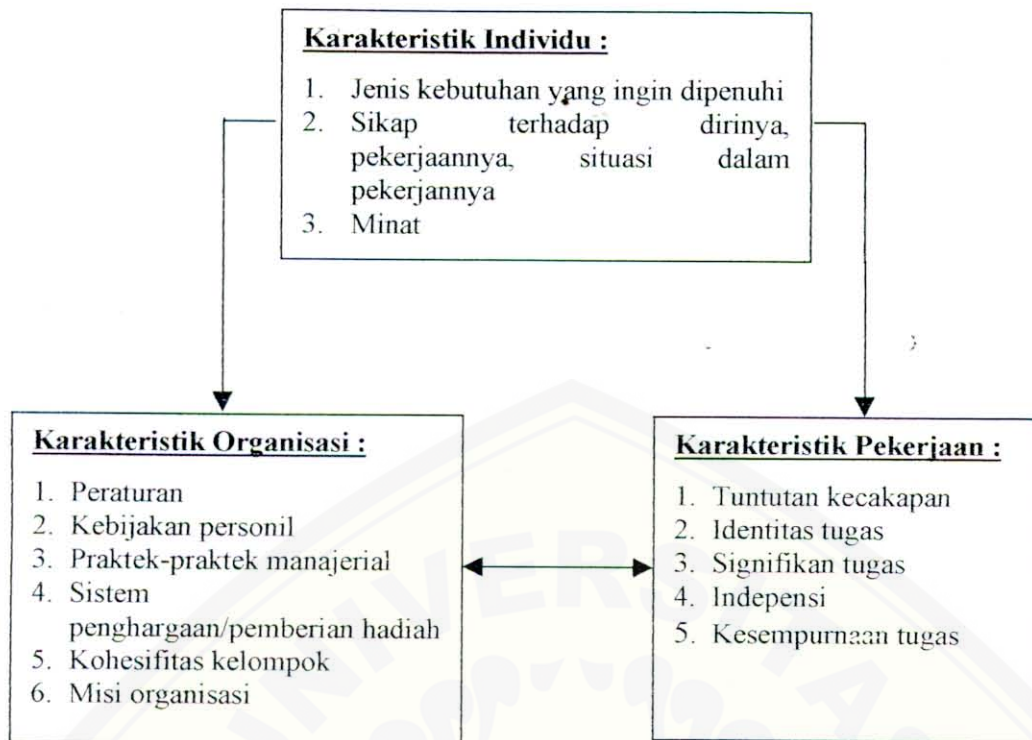 Karakteristik Individu :
1. Jenis kebutuhan yang ingin dipenuhi
2. Sikap terhadap dirinya,
pekerjaannya, situasi dalam
pekerjannya
3. Minat
Karakteristik Organisasi :
1. Peraturan
2. Kebijakan personil
3. Praktek-praktek manajerial
4. Sistem
penghargaan/pemberian hadiah
5. Kohesifitas kelompok
6. Misi organisasi
Karakteristik Pekerjaan :
1. Tuntutan kecakapan
2. Identitas tugas
3. Signifikan tugas
4. Indepensi
5. Kesempurnaan tugas
UNIVERSITAS